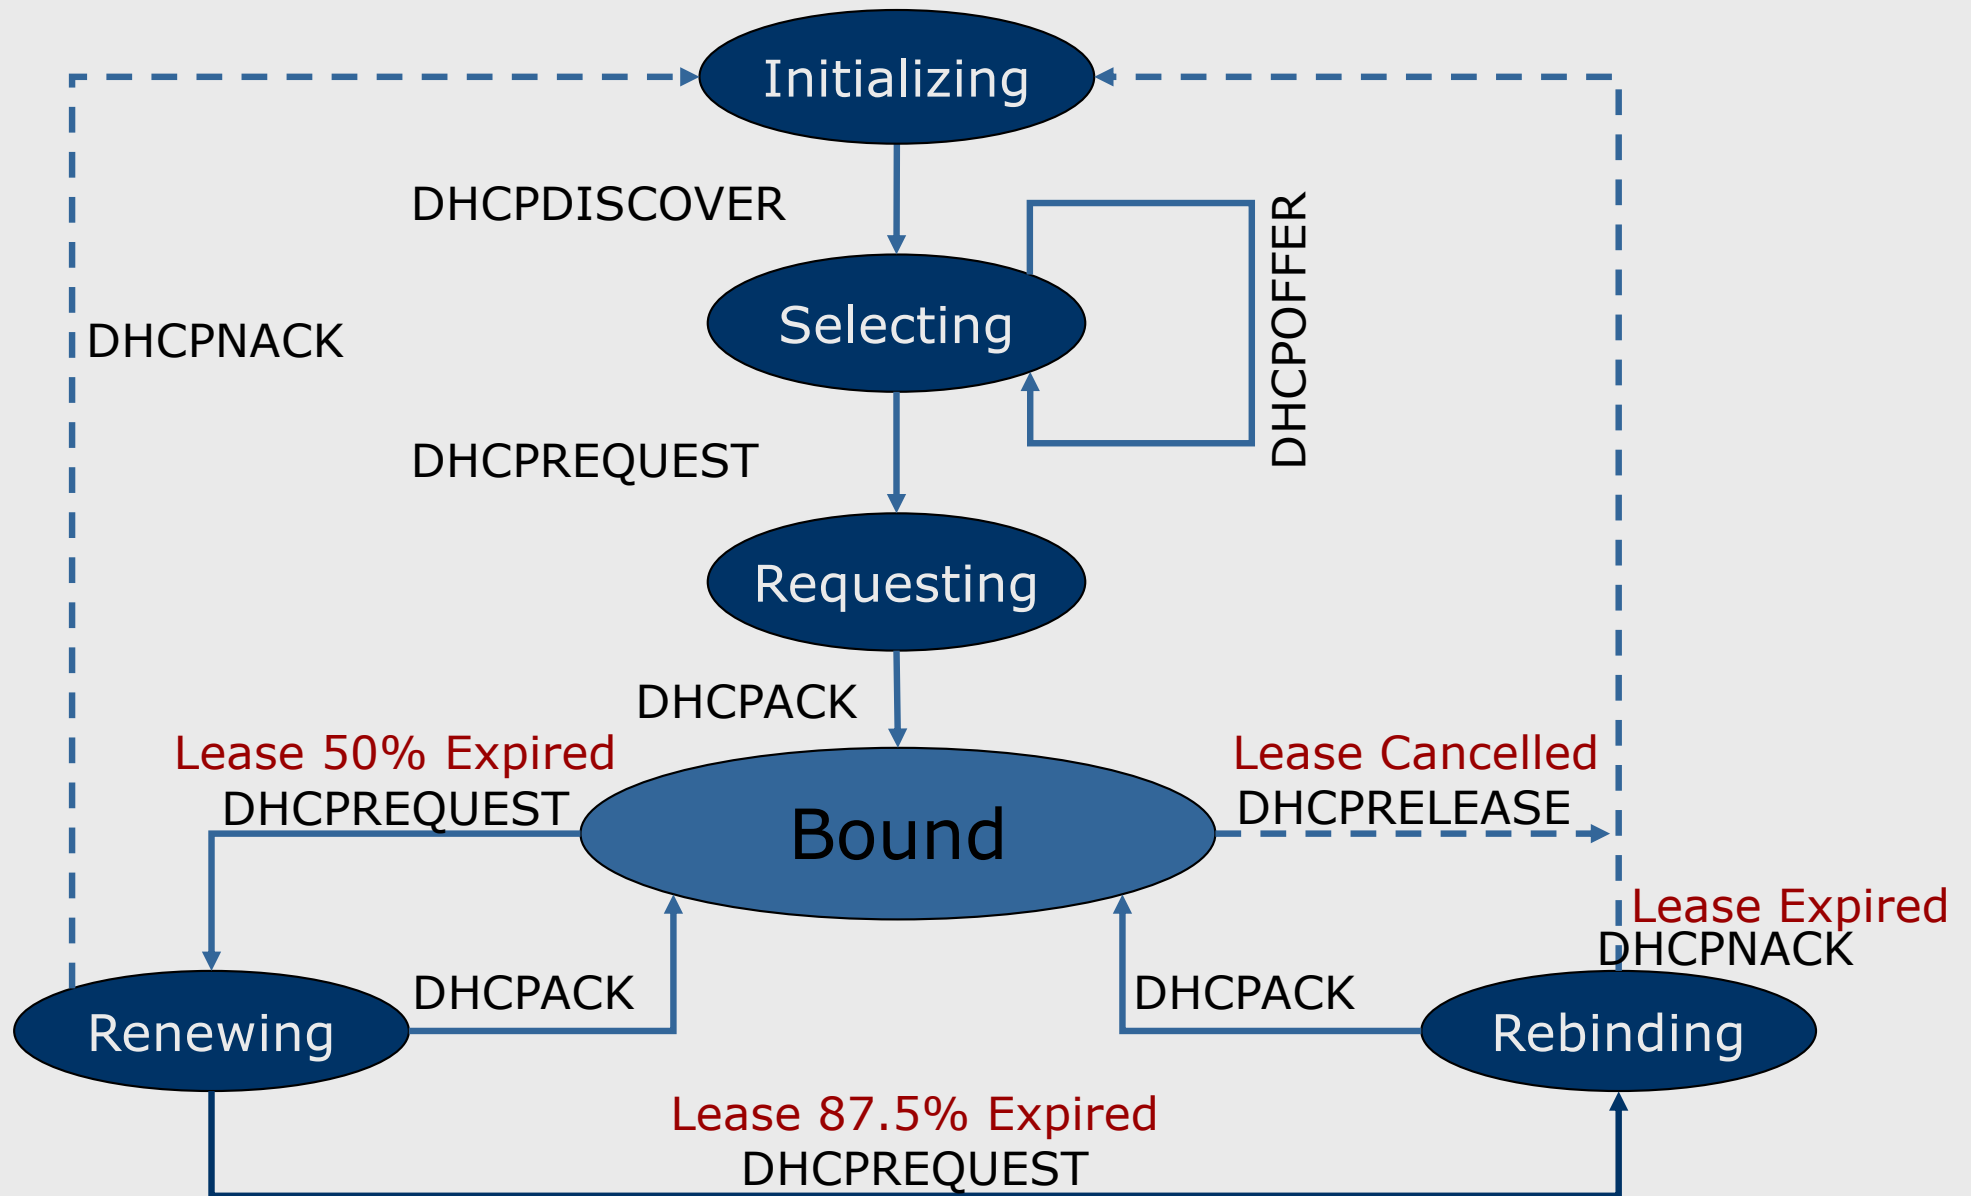 Initializing
DHCPDISCOVER
DHCPOFFER
Selecting
DHCPNACK
DHCPREQUEST
Requesting
DHCPACK
Lease 50% Expired
DHCPREQUEST
Lease Cancelled
DHCPRELEASE
Bound
Lease Expired
DHCPNACK
DHCPACK
DHCPACK
Renewing
Rebinding
Lease 87.5% Expired
DHCPREQUEST